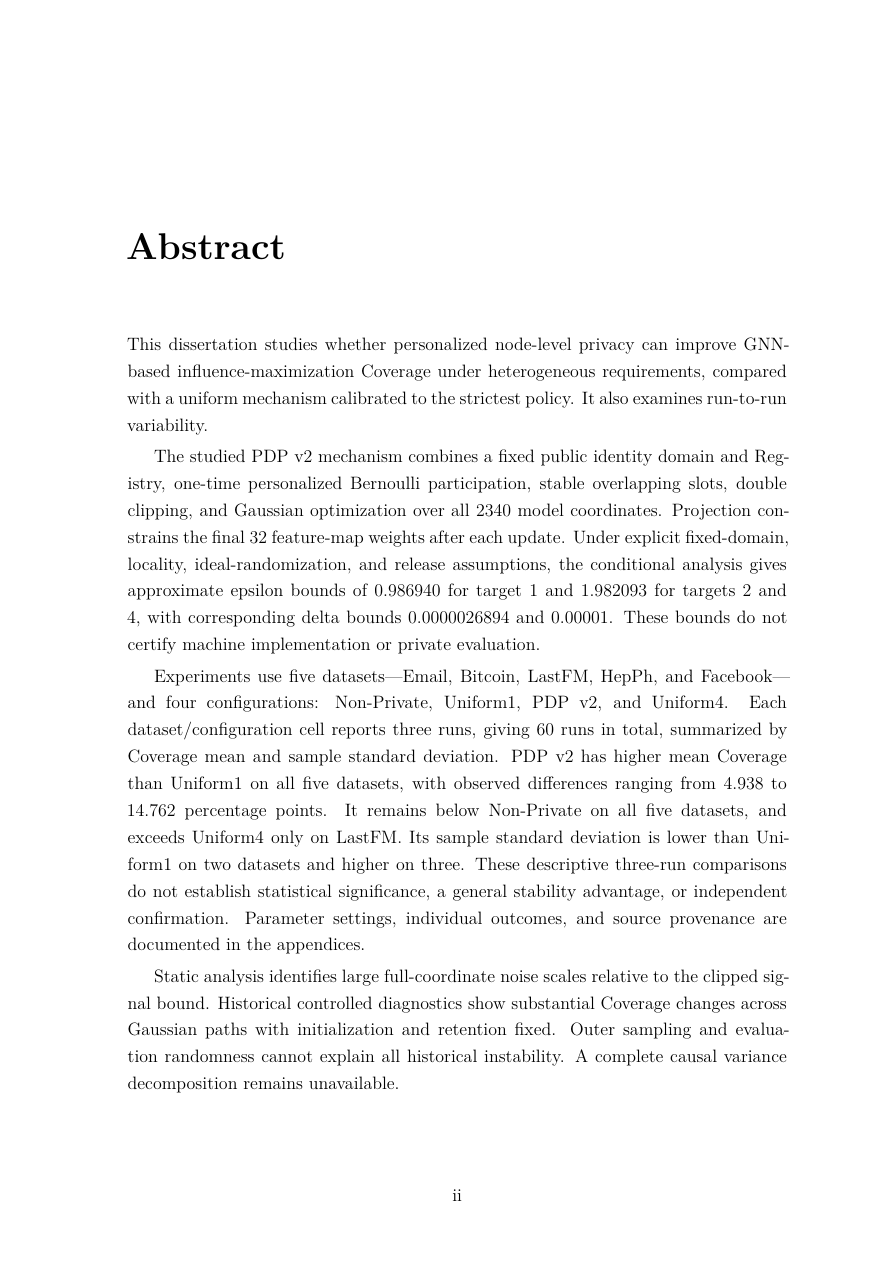 Abstract
This dissertation studies whether personalized node-level privacy can improve GNN-
based influence-maximization Coverage under heterogeneous requirements, compared
with a uniform mechanism calibrated to the strictest policy. It also examines run-to-run
variability.
The studied PDP v2 mechanism combines a fixed public identity domain and Reg-
istry, one-time personalized Bernoulli participation, stable overlapping slots, double
clipping, and Gaussian optimization over all 2340 model coordinates. Projection con-
strains the final 32 feature-map weights after each update. Under explicit fixed-domain,
locality, ideal-randomization, and release assumptions, the conditional analysis gives
approximate epsilon bounds of 0.986940 for target 1 and 1.982093 for targets 2 and
4, with corresponding delta bounds 0.0000026894 and 0.00001. These bounds do not
certify machine implementation or private evaluation.
Experiments use five datasets—Email, Bitcoin, LastFM, HepPh, and Facebook—
and four configurations: Non-Private, Uniform1, PDP v2, and Uniform4. Each
dataset/configuration cell reports three runs, giving 60 runs in total, summarized by
Coverage mean and sample standard deviation. PDP v2 has higher mean Coverage
than Uniform1 on all five datasets, with observed differences ranging from 4.938 to
14.762 percentage points. It remains below Non-Private on all five datasets, and
exceeds Uniform4 only on LastFM. Its sample standard deviation is lower than Uni-
form1 on two datasets and higher on three. These descriptive three-run comparisons
do not establish statistical significance, a general stability advantage, or independent
confirmation. Parameter settings, individual outcomes, and source provenance are
documented in the appendices.
Static analysis identifies large full-coordinate noise scales relative to the clipped sig-
nal bound. Historical controlled diagnostics show substantial Coverage changes across
Gaussian paths with initialization and retention fixed. Outer sampling and evalua-
tion randomness cannot explain all historical instability. A complete causal variance
decomposition remains unavailable.
ii